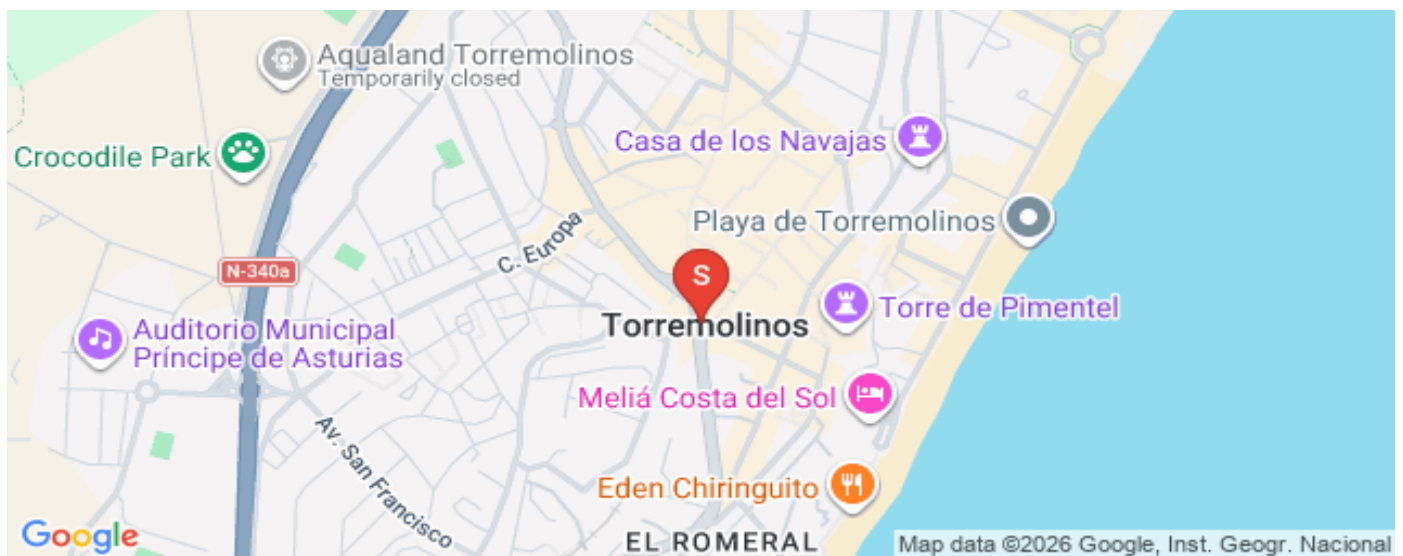 Aqualand Torremolinos
Temporarily closed
Casa de los Navajas
Crocodile Park
Playa de Torremolinos
C. Europa
N-340a
S
Torre de Pimentel
Torremolinos
Auditorio Municipal
Príncipe de Asturias
Meliá Costa del Sol
Av. San Francisco
Eden Chiringuito
EL ROMERAL
Google
Map data ©2026 Google, Inst. Geogr. Nacional